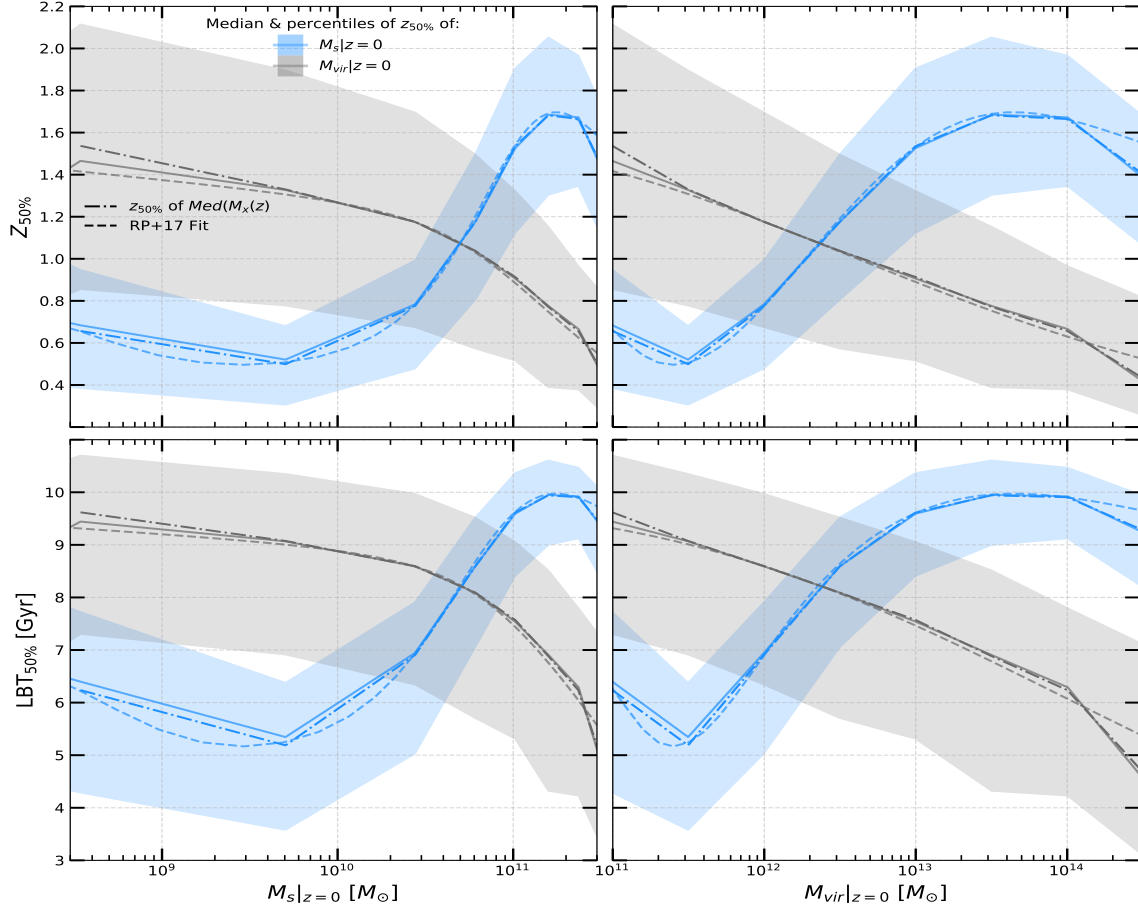 Median & percentiles of z50% of:
Ms|z = 0
Mvir|z = 0
z50% of Med(Mx(z)
RP+17 Fit
Z50%
2.2
2.0
1.8
1.6
1.4
1.2
1.0
0.8
0.6
0.4
LBT50% [Gyr]
10
9
8
7
6
5
4
3
10^9
10^10
10^11
Ms|z=0 [M⊙]
10^11
10^12
10^13
10^14
Mvir|z=0 [M⊙]